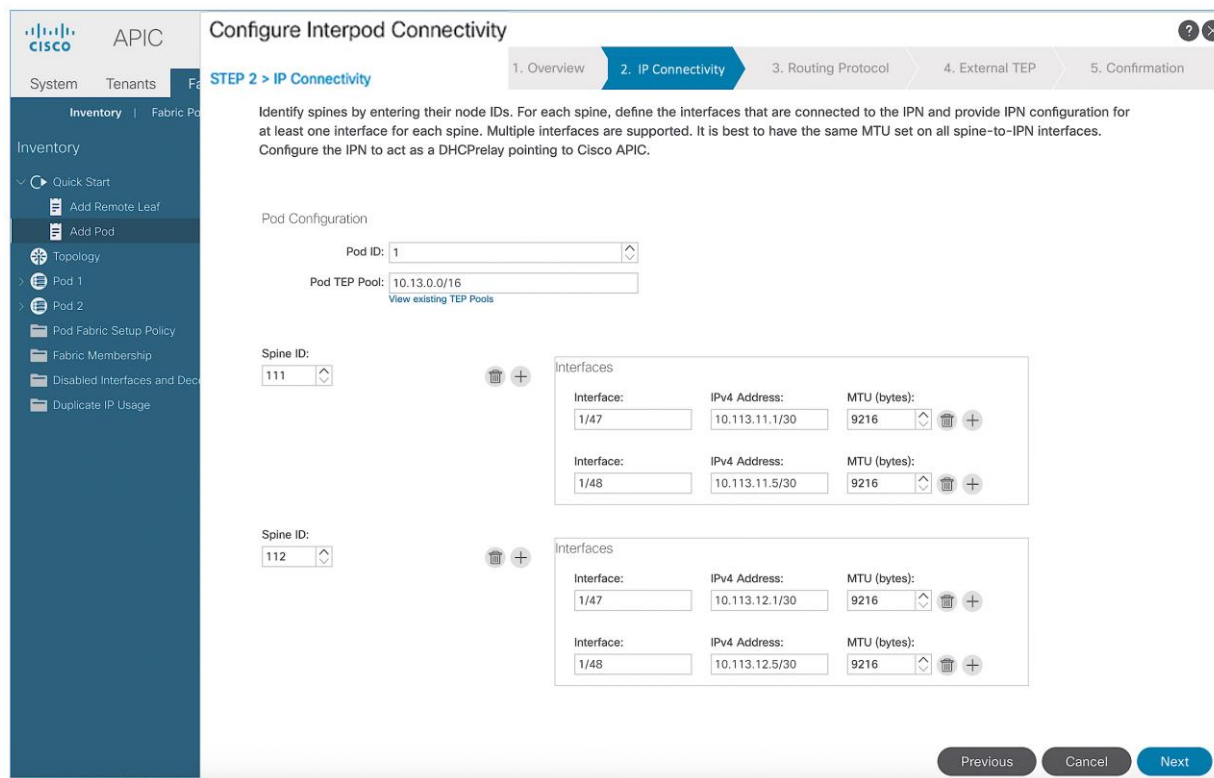 CISCO
APIC
System Tenants
Inventory | Fabric
Inventory
Quick Start
Add Remote Leaf
Add Pod
Topology
Pod 1
Pod 2
Pod Fabric Setup Policy
Fabric Membership
Disabled Interfaces and
Duplicate IP Usage
Configure Interpod Connectivity
?
STEP 2 > IP Connectivity
1. Overview
2. IP Connectivity
3. Routing Protocol
4. External TEP
5. Confirmation
Identify spines by entering their node IDs. For each spine, define the interfaces that are connected to the IPN and provide IPN configuration for
at least one interface for each spine. Multiple interfaces are supported. It is best to have the same MTU set on all spine-to-IPN interfaces.
Configure the IPN to act as a DHCPrelay pointing to Cisco APIC.
Pod Configuration
Pod ID: 1
Pod TEP Pool: 10.13.0.0/16
View existing TEP Pools
Spine ID:
111
Interfaces
Interface: IPv4 Address: MTU (bytes):
1/47 10.113.11.1/30 9216
Interface: IPv4 Address: MTU (bytes):
1/48 10.113.11.5/30 9216
Spine ID:
112
Interfaces
Interface: IPv4 Address: MTU (bytes):
1/47 10.113.12.1/30 9216
Interface: IPv4 Address: MTU (bytes):
1/48 10.113.12.5/30 9216
Previous Cancel Next